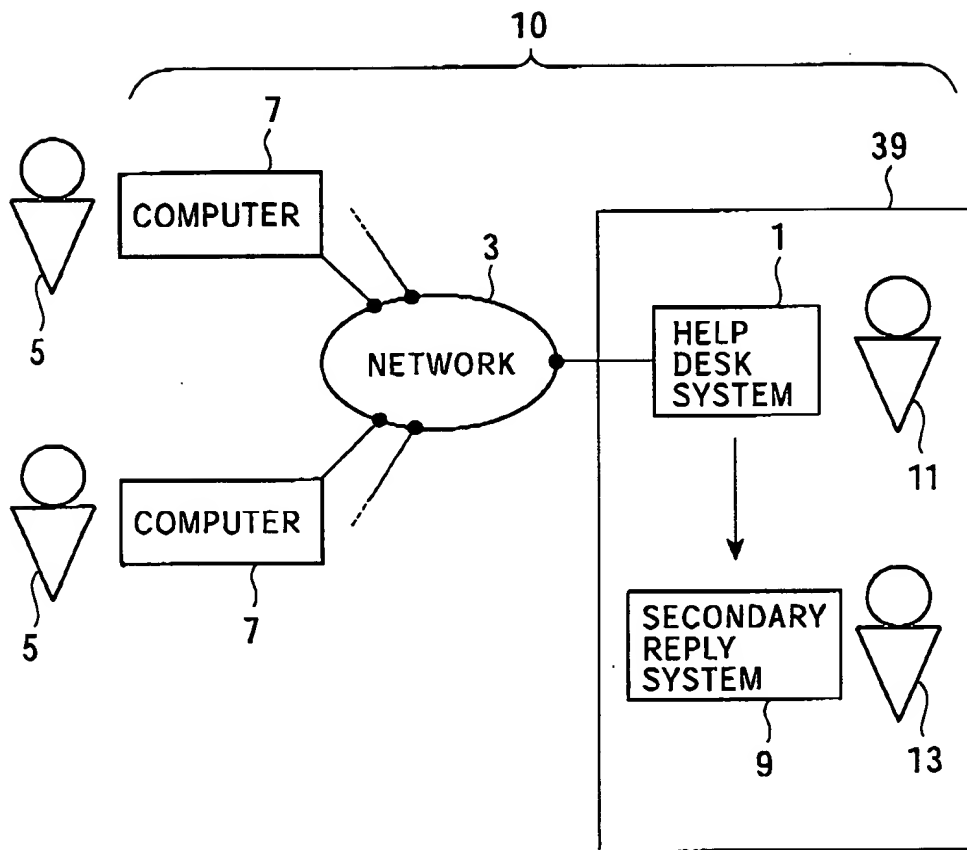 10
7
39
COMPUTER
1
3
5
NETWORK
HELP
DESK
SYSTEM
11
COMPUTER
SECONDARY
REPLY
SYSTEM
5
7
9
13